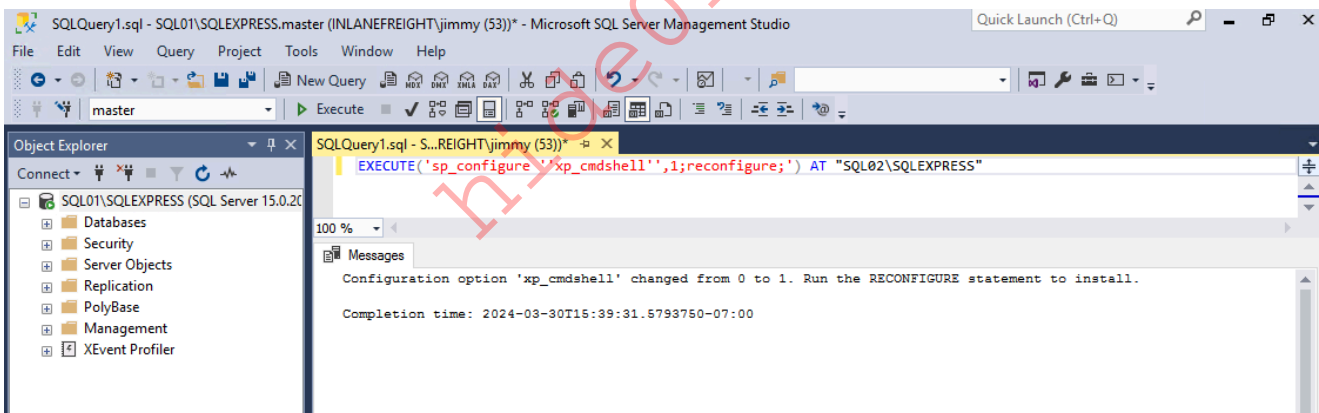 SQLQuery1.sql - SQL01\SQLEXPRESS.master (INLANEFREIGHT\jimmy (53))* - Microsoft SQL Server Management Studio
Quick Launch (Ctrl+Q)
File Edit View Query Project Tools Window Help
New Query MDX DMX XMLA DAX
master Execute
Object Explorer
SQLQuery1.sql - S...REIGHT\jimmy (53))*
Connect
EXECUTE('sp_configure ''xp_cmdshell'',1;reconfigure;') AT "SQL02\SQLEXPRESS"
SQL01\SQLEXPRESS (SQL Server 15.0.20
Databases
Security
Server Objects
Replication
PolyBase
Management
XEvent Profiler
100 %
Messages
Configuration option 'xp_cmdshell' changed from 0 to 1. Run the RECONFIGURE statement to install.
Completion time: 2024-03-30T15:39:31.5793750-07:00